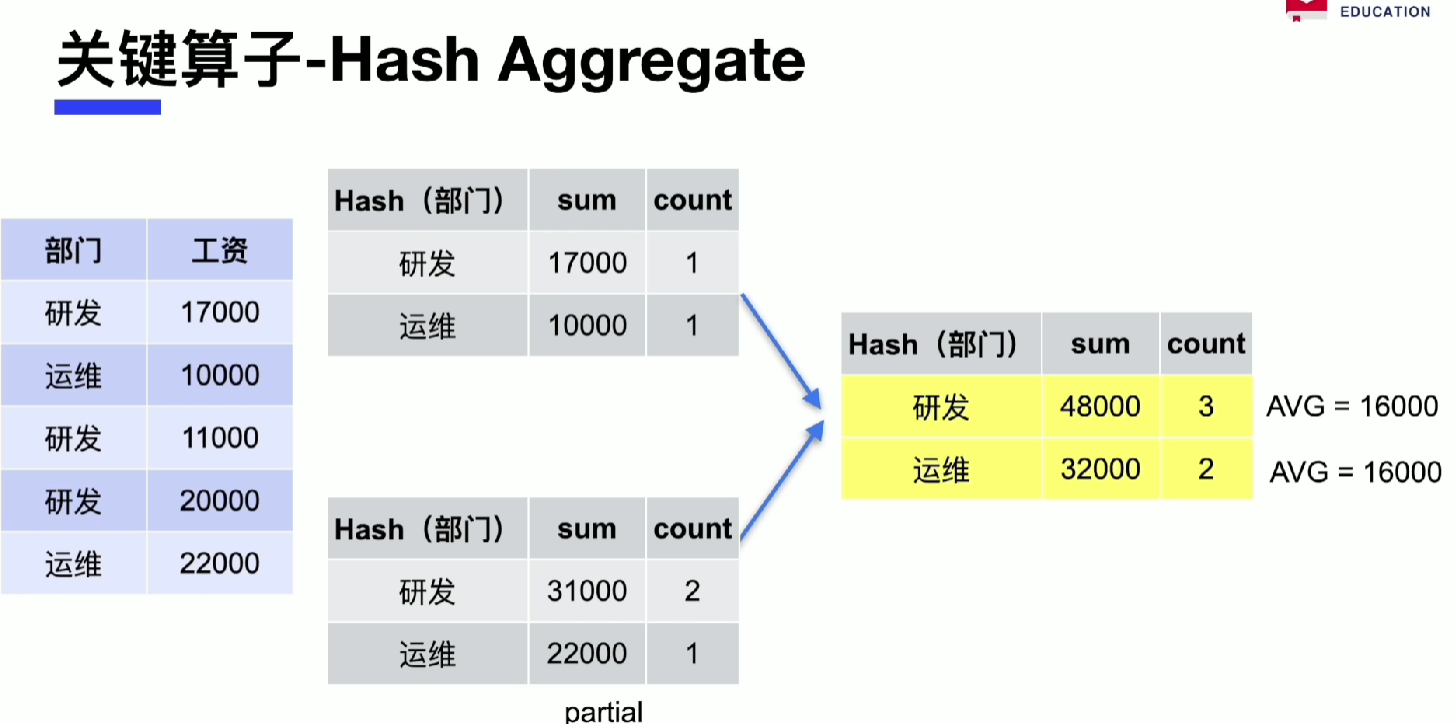 EDUCATION
关键算子-Hash Aggregate
部门 工资
研发 17000
运维 10000
研发 11000
研发 20000
运维 22000
Hash（部门） sum count
研发 17000 1
运维 10000 1
Hash（部门） sum count
研发 31000 2
运维 22000 1
partial
Hash（部门） sum count
研发 48000 3 AVG = 16000
运维 32000 2 AVG = 16000